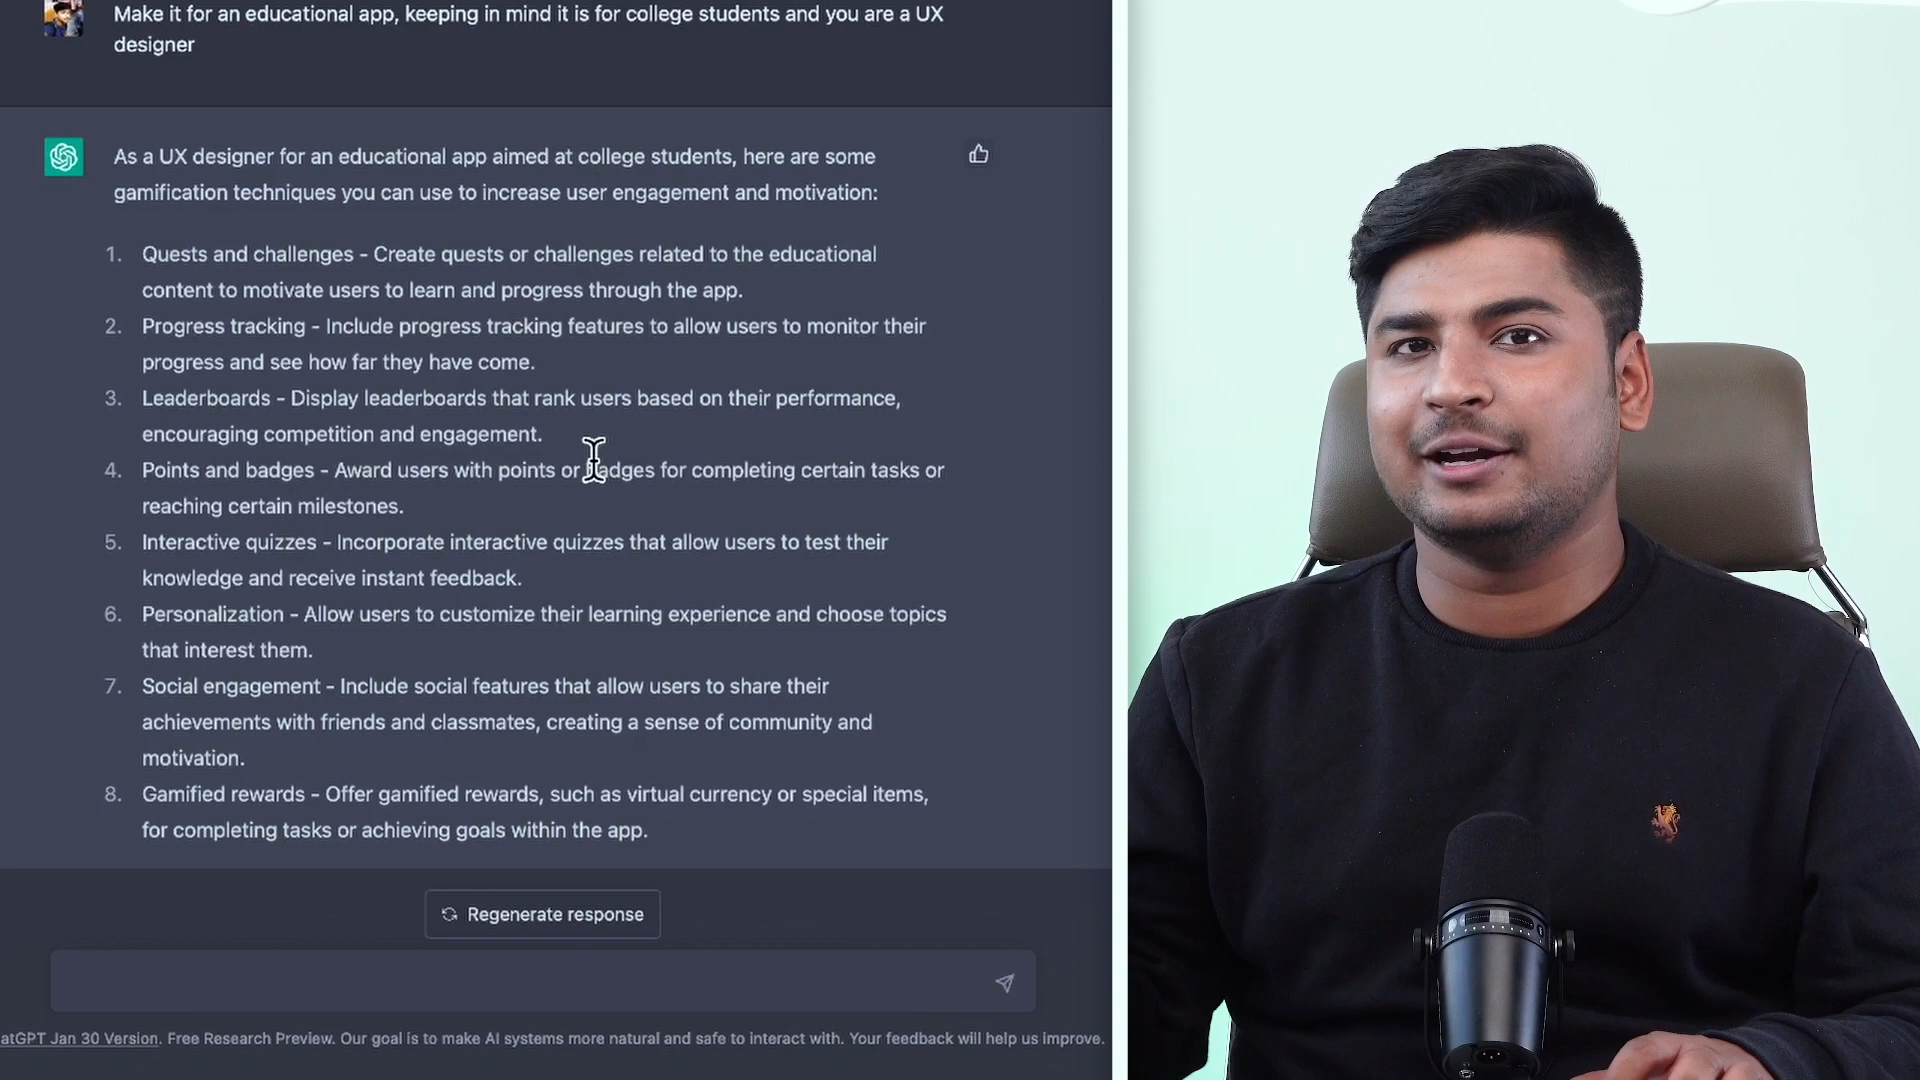 Make it for an educational app, keeping in mind it is for college students and you are a UX
designer
As a UX designer for an educational app aimed at college students, here are some
gamification techniques you can use to increase user engagement and motivation:
1. Quests and challenges - Create quests or challenges related to the educational
content to motivate users to learn and progress through the app.
2. Progress tracking - Include progress tracking features to allow users to monitor their
progress and see how far they have come.
3. Leaderboards - Display leaderboards that rank users based on their performance,
encouraging competition and engagement.
4. Points and badges - Award users with points or badges for completing certain tasks or
reaching certain milestones.
5. Interactive quizzes - Incorporate interactive quizzes that allow users to test their
knowledge and receive instant feedback.
6. Personalization - Allow users to customize their learning experience and choose topics
that interest them.
7. Social engagement - Include social features that allow users to share their
achievements with friends and classmates, creating a sense of community and
motivation.
8. Gamified rewards - Offer gamified rewards, such as virtual currency or special items,
for completing tasks or achieving goals within the app.
Regenerate response
atGPT Jan 30 Version. Free Research Preview. Our goal is to make AI systems more natural and safe to interact with. Your feedback will help us improve.